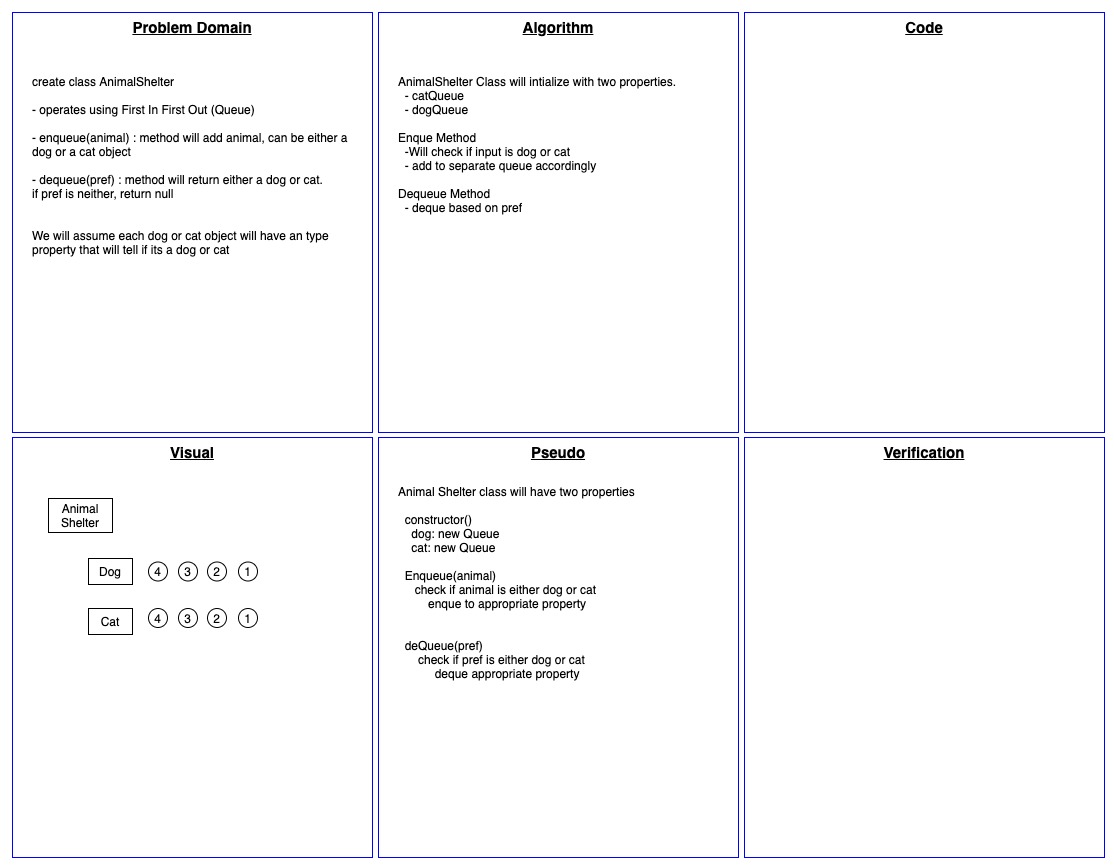 Problem Domain
create class AnimalShelter
- operates using First In First Out (Queue)
- enqueue(animal) : method will add animal, can be either a
dog or a cat object
- dequeue(pref) : method will return either a dog or cat.
if pref is neither, return null
We will assume each dog or cat object will have an type
property that will tell if its a dog or cat
Algorithm
AnimalShelter Class will intialize with two properties.
- catQueue
- dogQueue
Enque Method
-Will check if input is dog or cat
- add to separate queue accordingly
Dequeue Method
- deque based on pref
Code
Visual
Animal
Shelter
Dog 4 3 2 1
Cat 4 3 2 1
Pseudo
Animal Shelter class will have two properties
constructor()
dog: new Queue
cat: new Queue
Enqueue(animal)
check if animal is either dog or cat
enque to appropriate property
deQueue(pref)
check if pref is either dog or cat
deque appropriate property
Verification